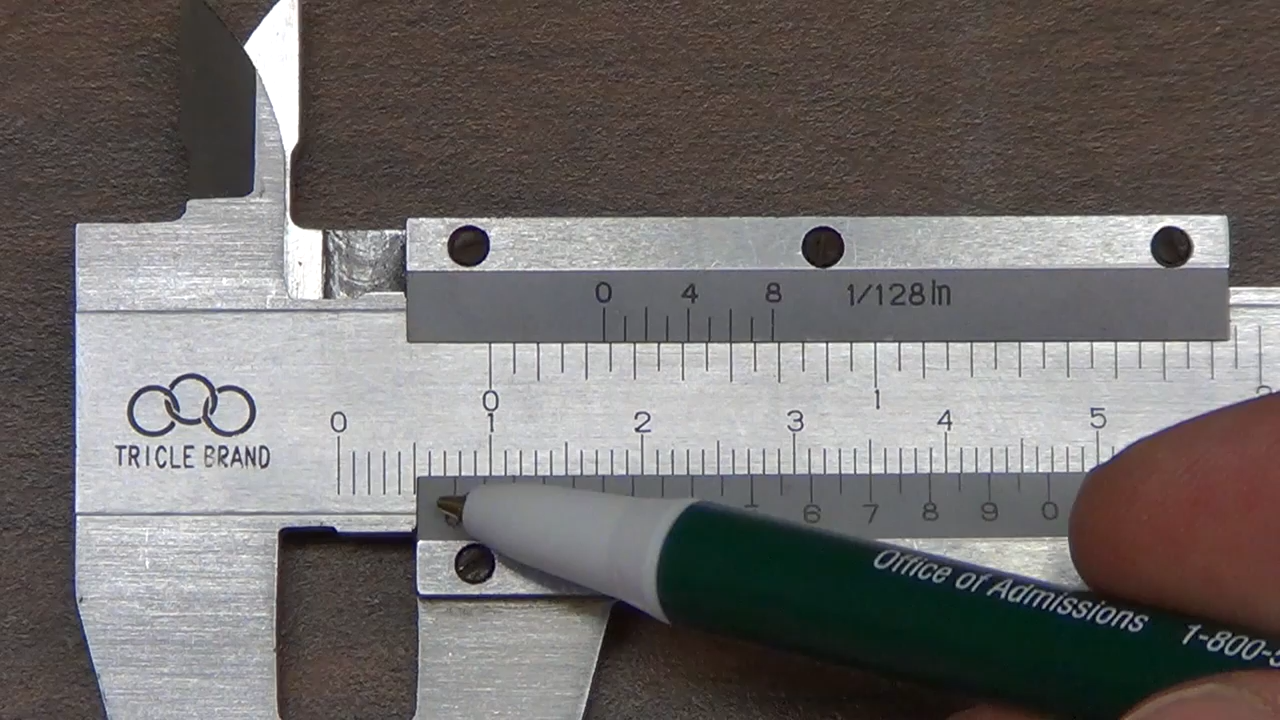 0 4 8 1/128 in
0 1
0 1 2 3 4 5
TRICLE BRAND
6 7 8 9 0
Office of Admissions 1-800-